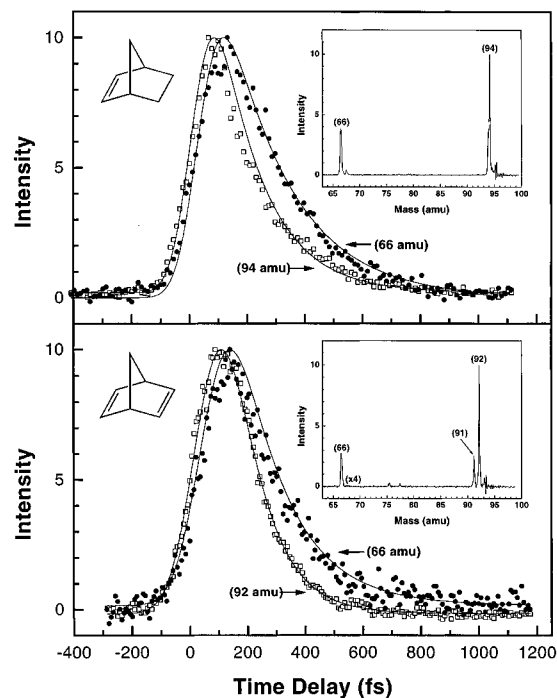 10
5
0
Intensity
(66 amu)
(94 amu)
10
5
0
Intensity
(94)
(66)
65 70 75 80 85 90 95 100
Mass (amu)
10
5
0
Intensity
(66 amu)
(92 amu)
10
5
0
Intensity
(92)
(91)
(66)
(x4)
65 70 75 80 85 90 95 100
Mass (amu)
-400 -200 0 200 400 600 800 1000 1200
Time Delay (fs)